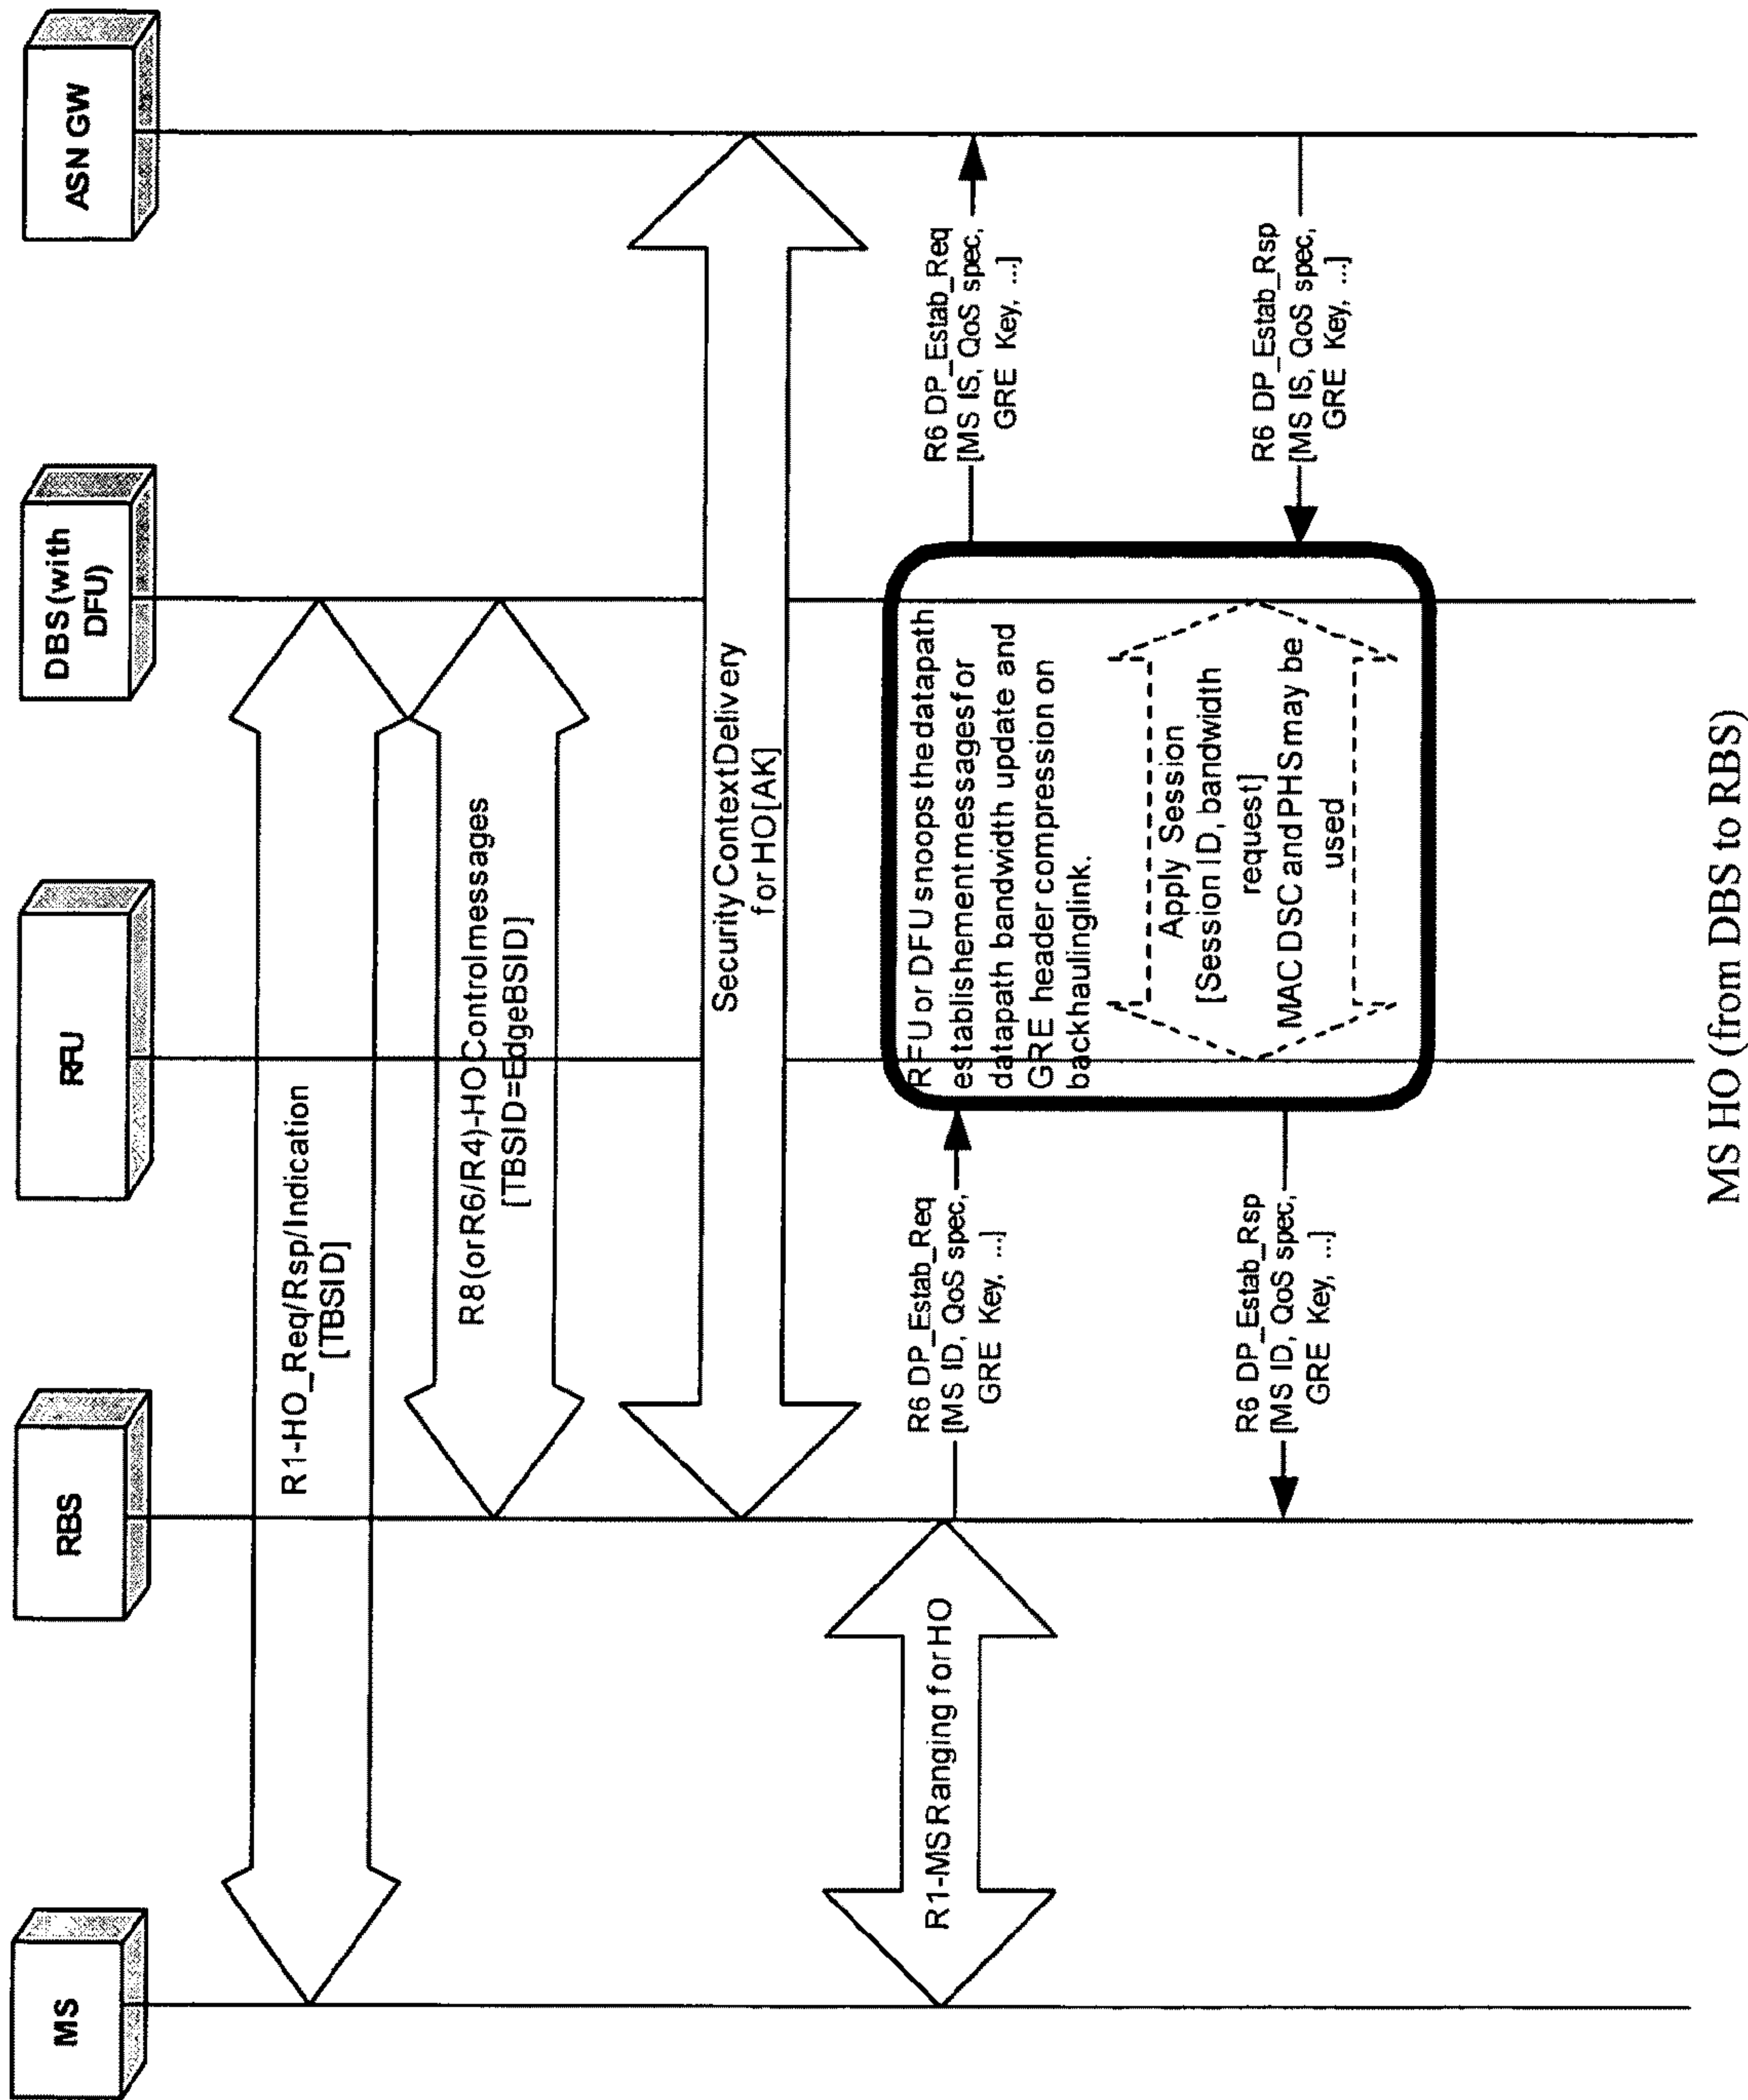 MS
RBS
RFU
DBS (with
DFU)
ASN GW
R1-HO_Req/Rsp/Indication
[TBSID]
R8(or R6/R4)-HO Control messages
[TBSID=Edge BSID]
Security Context Delivery
for HO [AK]
R1-MS Ranging for HO
R6 DP_Estab_Req
[MS ID, QoS spec,
GRE Key, ...]
RFU or DFU snoops the datapath
establishement messages for
datapath bandwidth update and
GRE header compression on
backhauling link.
R6 DP_Estab_Req
[MS IS, QoS spec,
GRE Key, ...]
Apply Session
[Session ID, bandwidth
request]
MAC DSC and PHS may be
used
R6 DP_Estab_Rsp
[MS ID, QoS spec,
GRE Key, ...]
R6 DP_Estab_Rsp
[MS IS, QoS spec,
GRE Key, ...]
MS HO (from DBS to RBS)